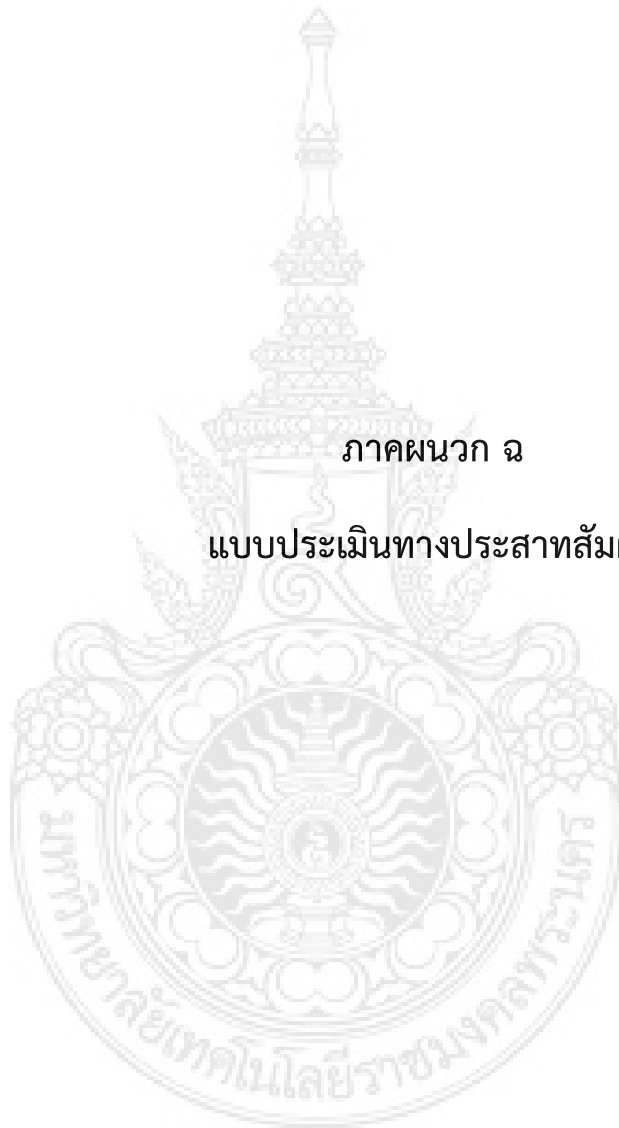 ภาคผนวก ฉ
แบบประเมินทางประสาทสัม
มหาวิทยาลัยเทคโนโลยีราชมงคลพระนคร